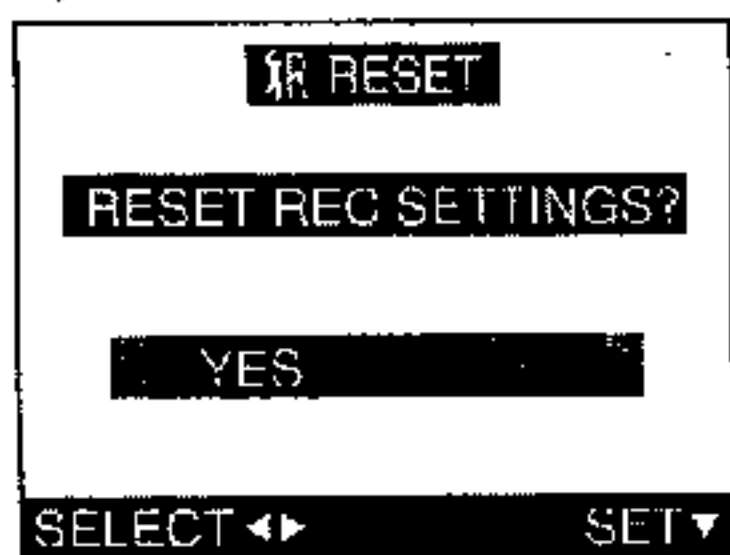 RESET
RESET REC SETTINGS?
YES
SELECT ◀▶ SET ▼